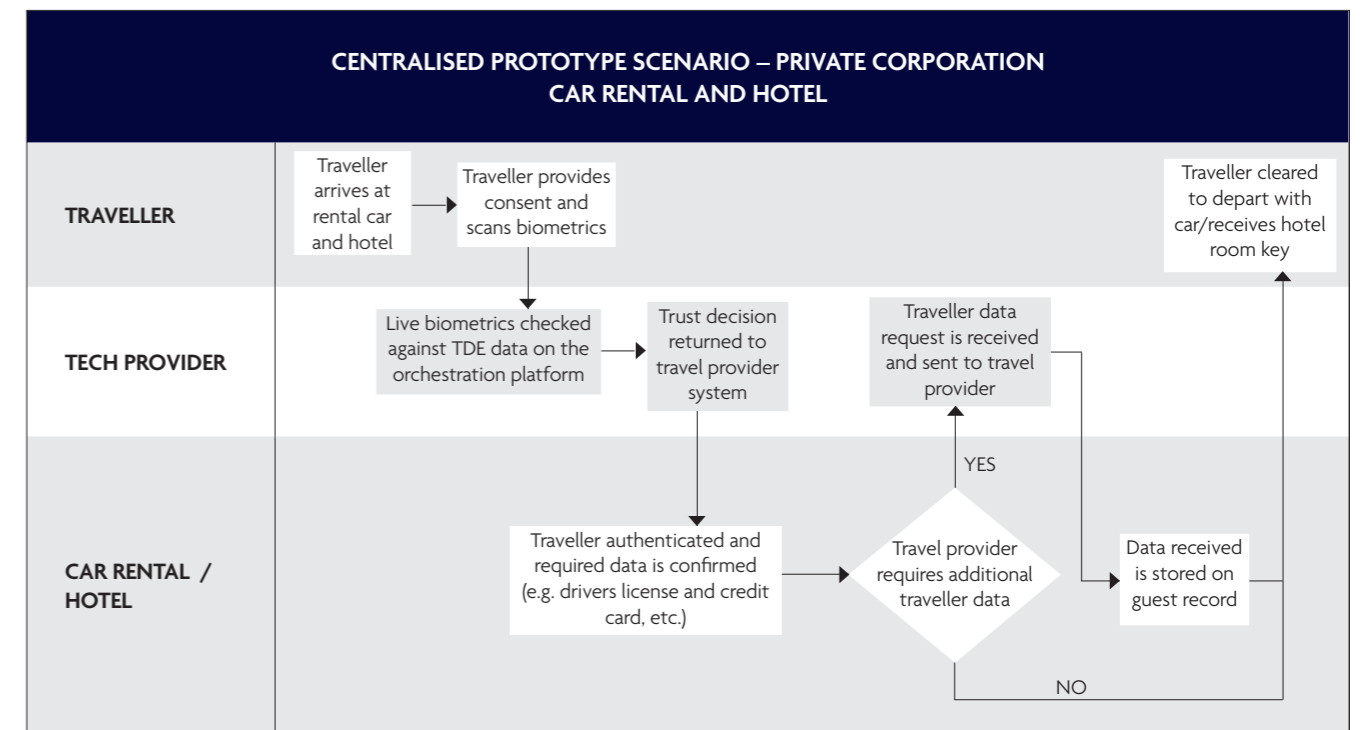 CENTRALISED PROTOTYPE SCENARIO – PRIVATE CORPORATION
CAR RENTAL AND HOTEL
TRAVELLER
Traveller
arrives at
rental car
and hotel
Traveller provides
consent and
scans biometrics
Traveller cleared
to depart with
car/receives hotel
room key
TECH PROVIDER
Live biometrics checked
against TDE data on the
orchestration platform
Trust decision
returned to
travel provider
system
Traveller data
request is received
and sent to travel
provider
YES
CAR RENTAL /
HOTEL
Traveller authenticated and
required data is confirmed
(e.g. drivers license and credit
card, etc.)
Travel provider
requires additional
traveller data
Data received
is stored on
guest record
NO